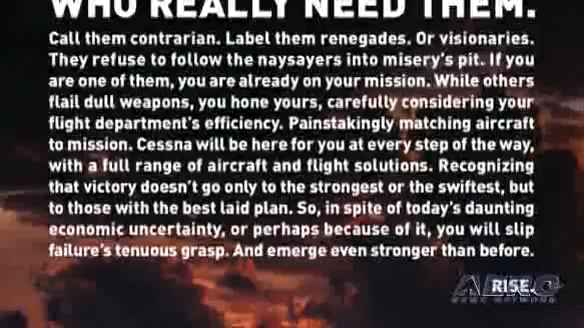 WHO REALLY NEED THEM.
Call them contrarian. Label them renegades. Or visionaries.
They refuse to follow the naysayers into misery's pit. If you
are one of them, you are already on your mission. While others
flail dull weapons, you hone yours, carefully considering your
flight department's efficiency. Painstakingly matching aircraft
to mission. Cessna will be here for you at every step of the way,
with a full range of aircraft and flight solutions. Recognizing
that victory doesn't go only to the strongest or the swiftest, but
to those with the best laid plan. So, in spite of today's daunting
economic uncertainty, or perhaps because of it, you will slip
failure's tenuous grasp. And emerge even stronger than before.
RISE.